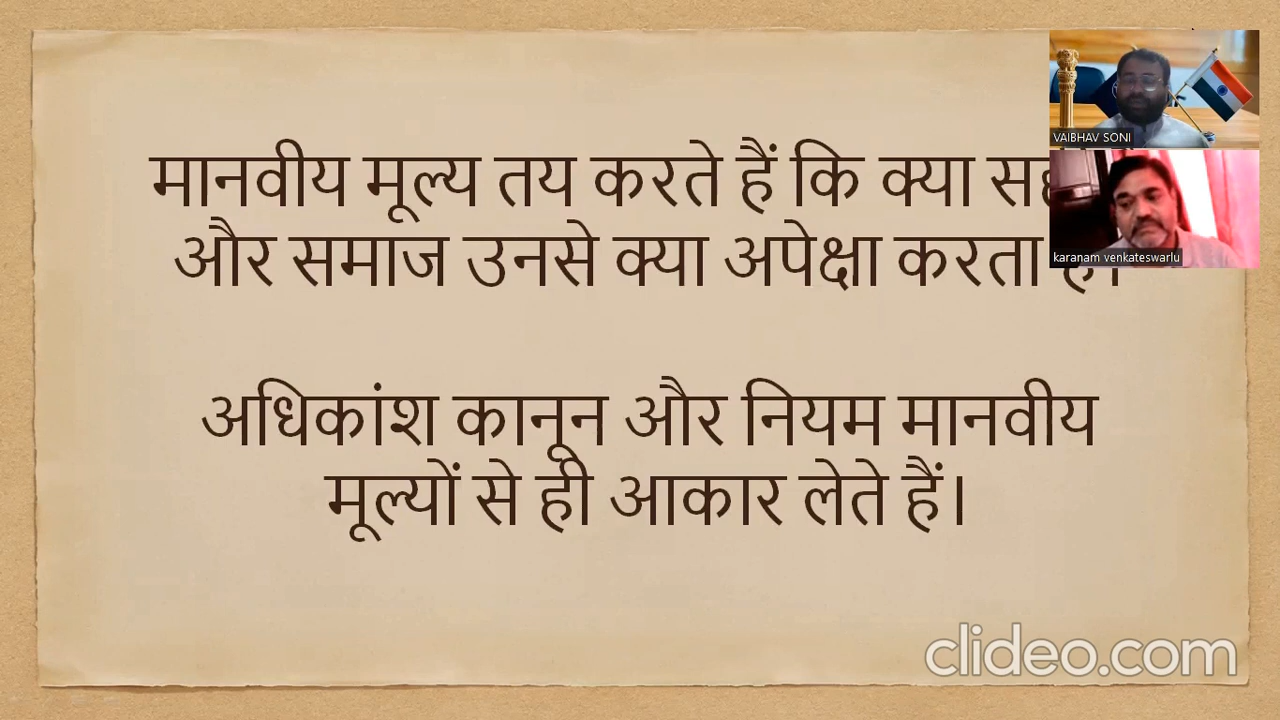 मानवीय मूल्य तय करते हैं कि क्या
और समाज उनसे क्या अपेक्षा करता
अधिकांश कानून और नियम मानवीय
मूल्यों से ही आकार लेते हैं।
VAIBHAV SONI
karanam venkateswarlu
clideo.com